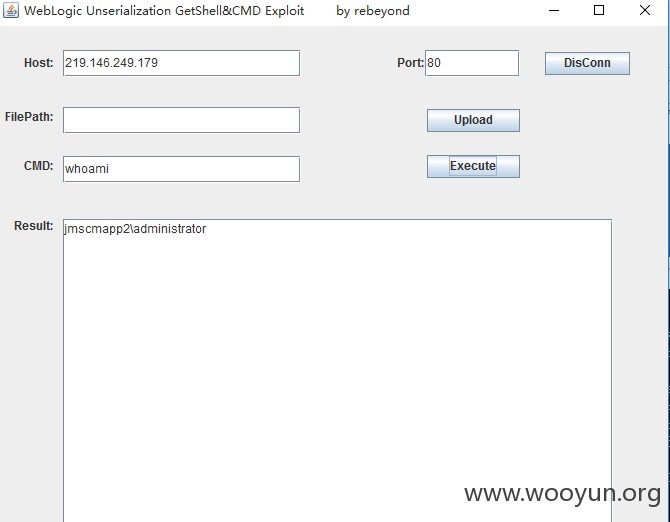 WebLogic Unserialization GetShell&CMD Exploit by rebeyond
Host: 219.146.249.179 Port: 80 DisConn
FilePath: Upload
CMD: whoami Execute
Result: jmscmapp2\administrator
www.wooyun.org